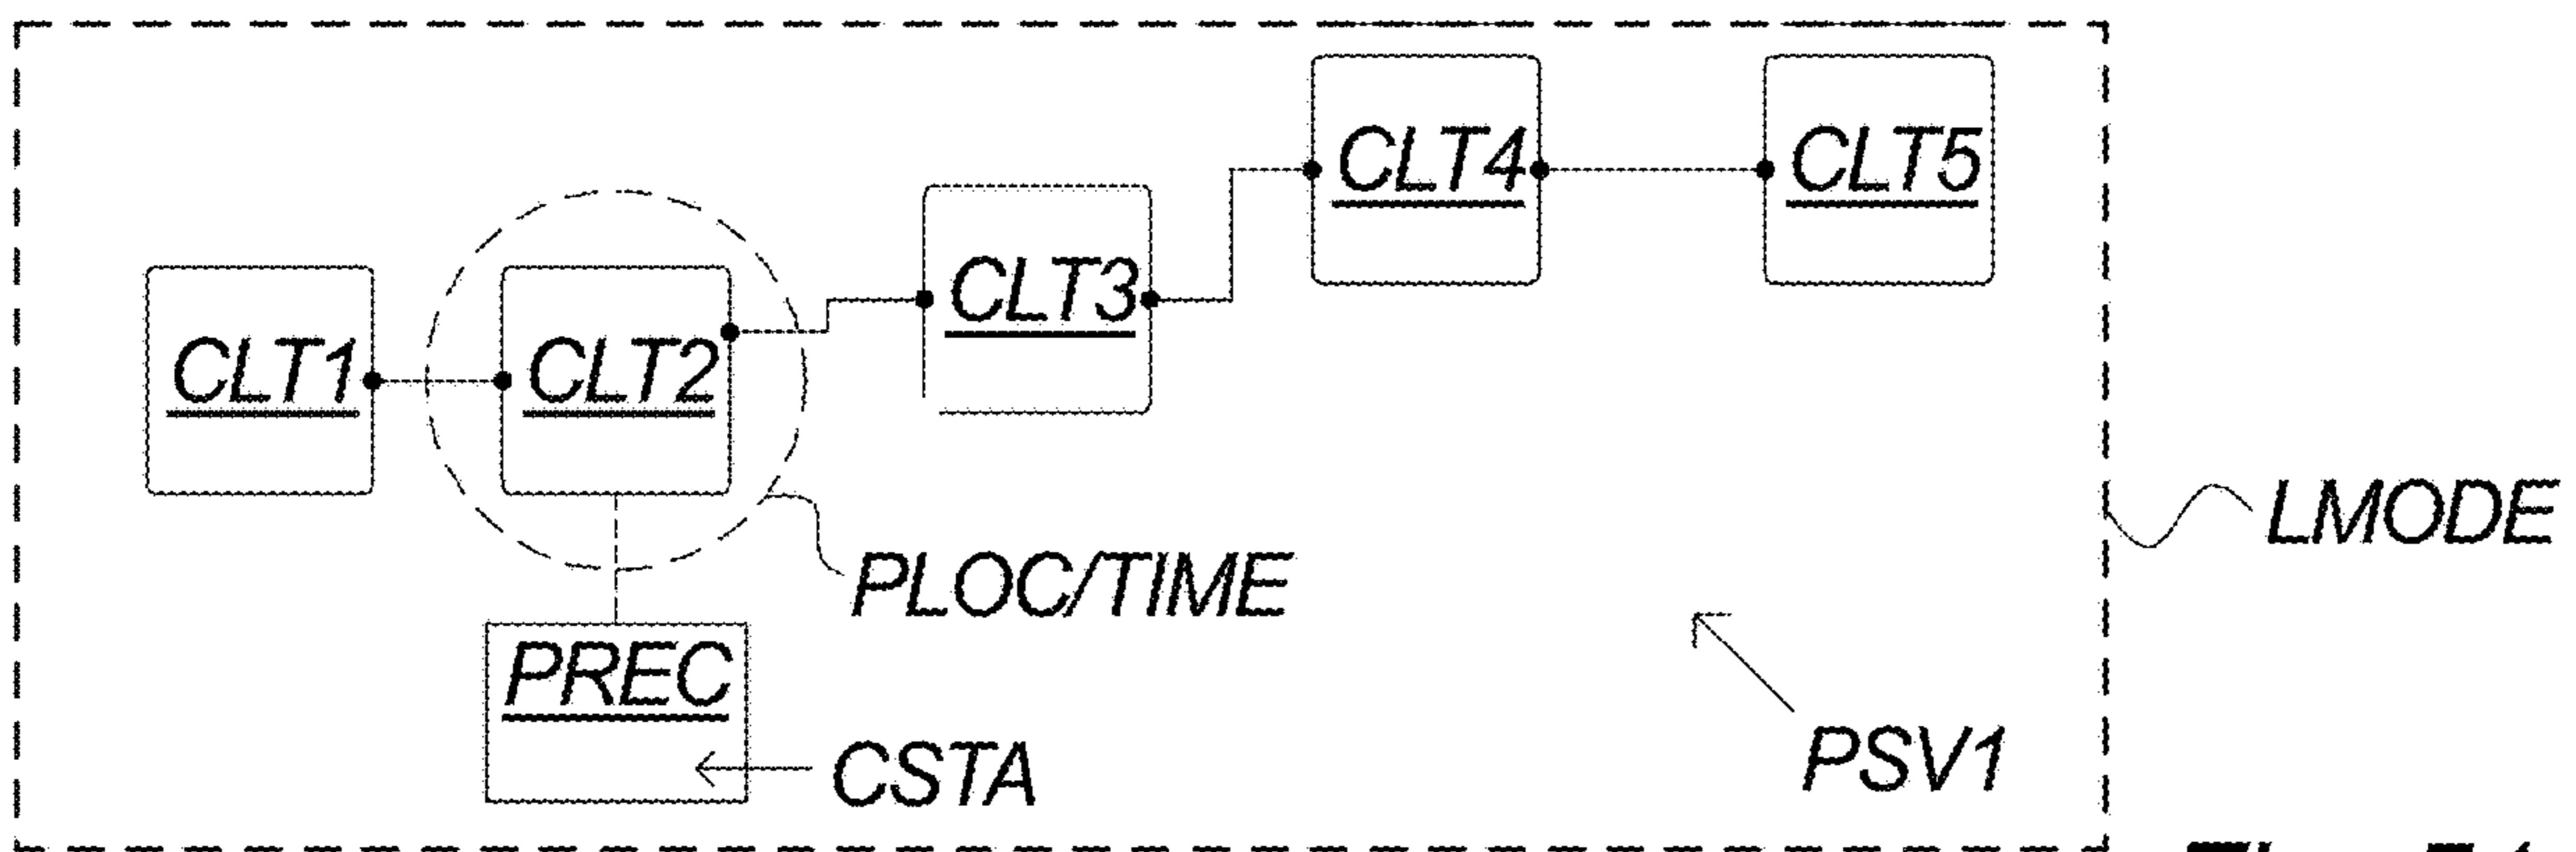 CLT4 CLT5
CLT3
CLT1 CLT2
LMODE
PLOC/TIME
PREC
PSV1
CSTA